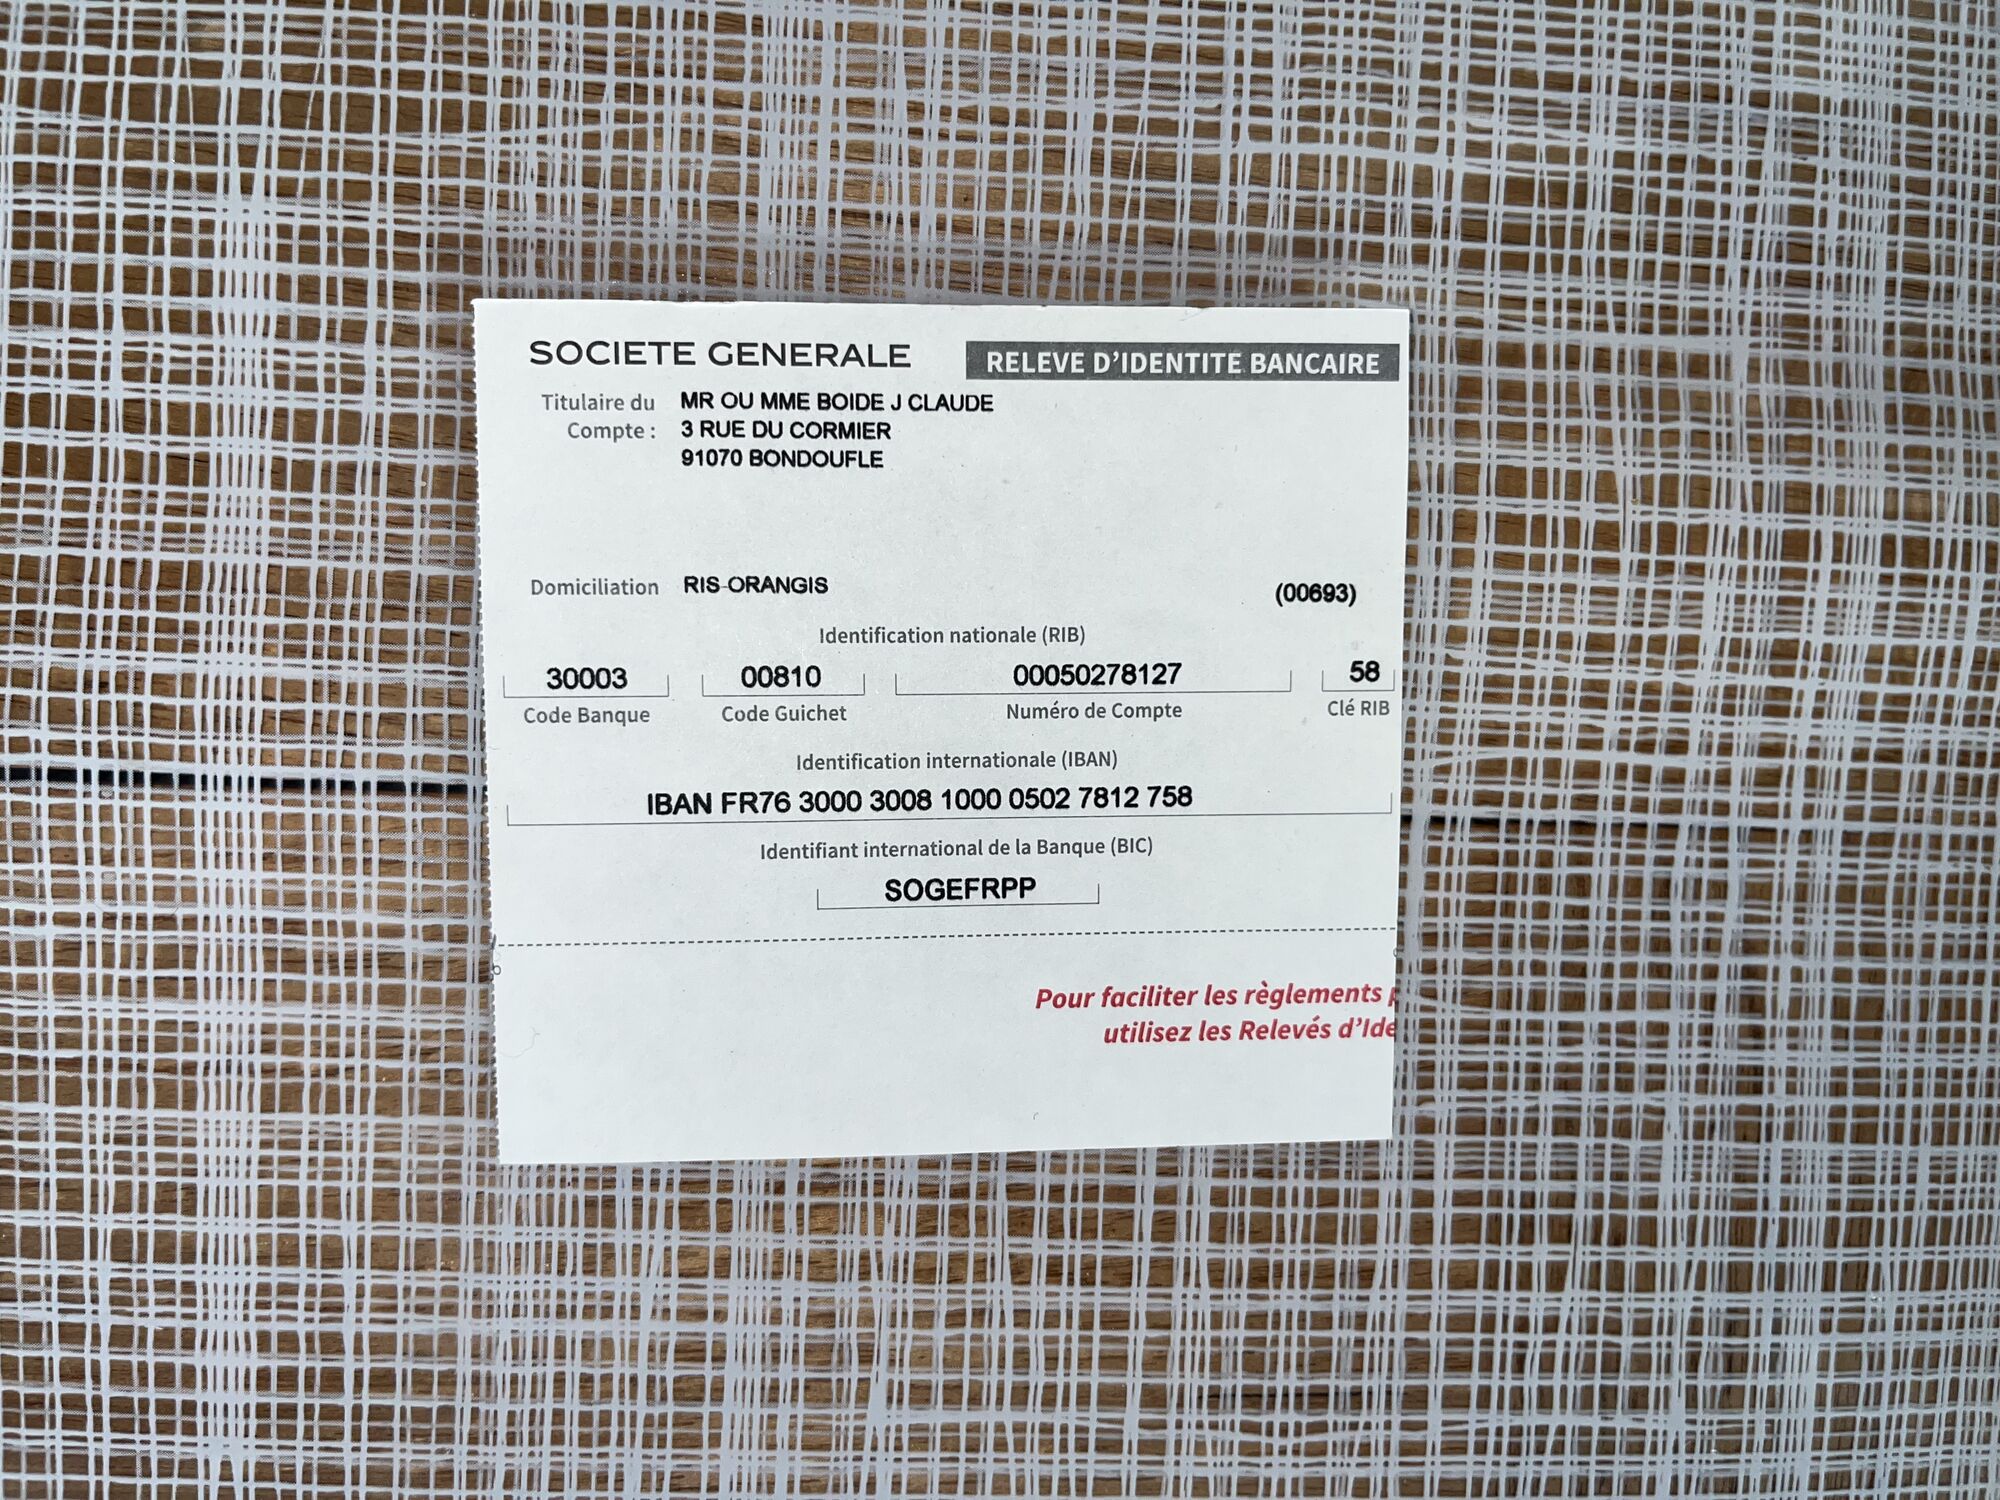 SOCIETE GENERALE RELEVE D'IDENTITE BANCAIRE
Titulaire du MR OU MME BOIDE J CLAUDE
Compte : 3 RUE DU CORMIER
91070 BONDOUFLE
Domiciliation RIS-ORANGIS (00693)
Identification nationale (RIB)
30003 00810 00050278127 58
Code Banque Code Guichet Numéro de Compte Clé RIB
Identification internationale (IBAN)
IBAN FR76 3000 3008 1000 0502 7812 758
Identifiant international de la Banque (BIC)
SOGEFRPP
Pour faciliter les règlements
utilisez les Relevés d'Ide